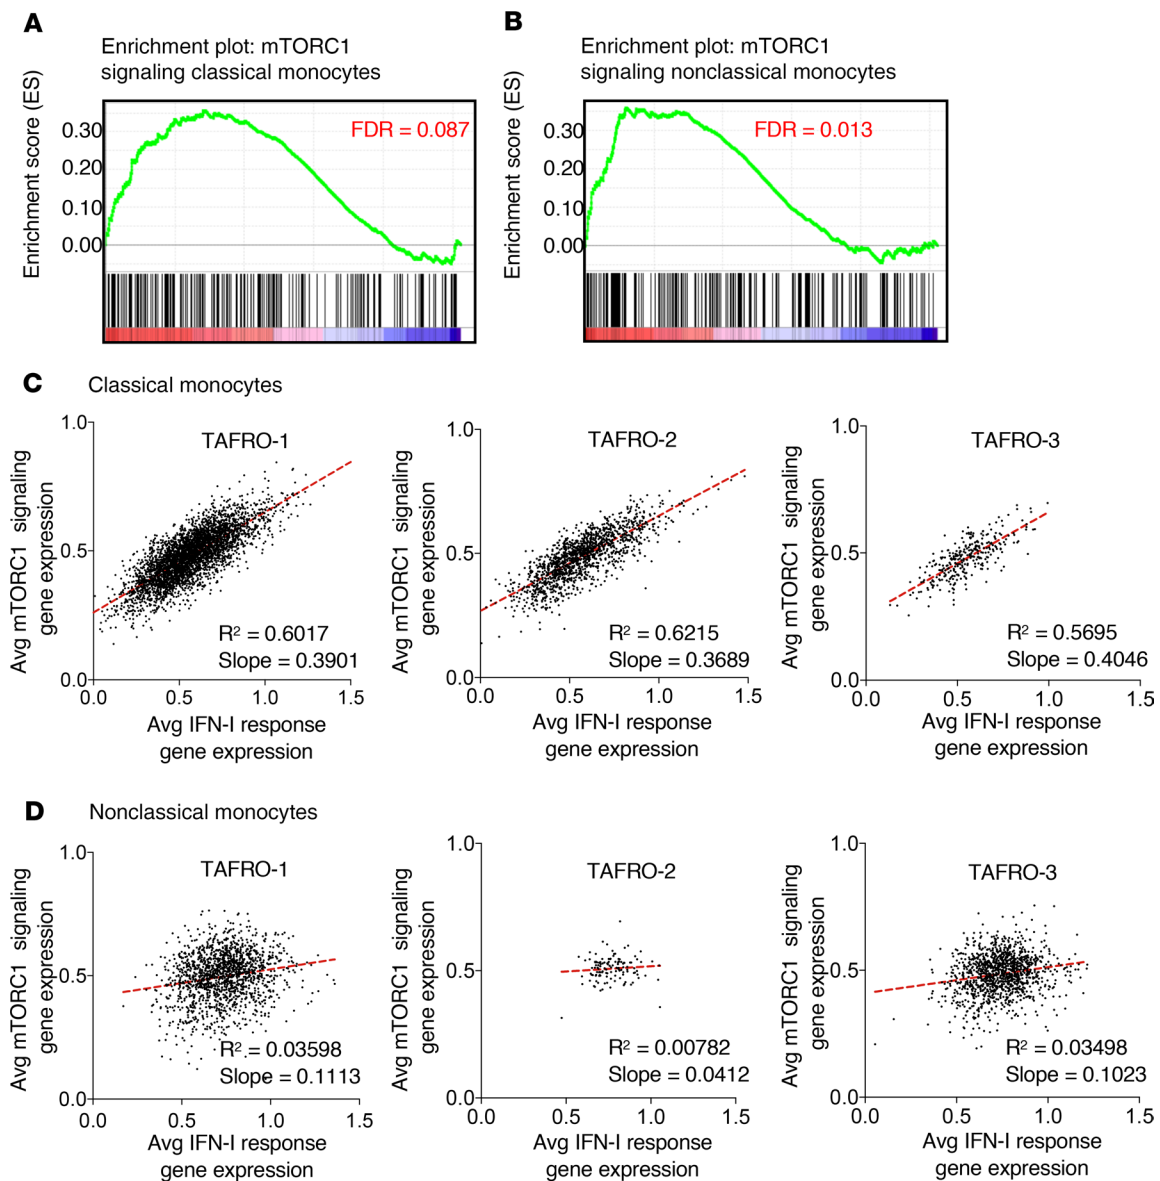 A
Enrichment plot: mTORC1
signaling classical monocytes
Enrichment score (ES)
0.30
0.20
0.10
0.00
FDR = 0.087
B
Enrichment plot: mTORC1
signaling nonclassical monocytes
Enrichment score (ES)
0.30
0.20
0.10
0.00
FDR = 0.013
C
Classical monocytes
Avg mTORC1 signaling
gene expression
1.0
0.5
0.0
TAFRO-1
R² = 0.6017
Slope = 0.3901
0.0 0.5 1.0 1.5
Avg IFN-I response
gene expression
Avg mTORC1 signaling
gene expression
1.0
0.5
0.0
TAFRO-2
R² = 0.6215
Slope = 0.3689
0.0 0.5 1.0 1.5
Avg IFN-I response
gene expression
Avg mTORC1 signaling
gene expression
1.0
0.5
0.0
TAFRO-3
R² = 0.5695
Slope = 0.4046
0.0 0.5 1.0 1.5
Avg IFN-I response
gene expression
D
Nonclassical monocytes
Avg mTORC1 signaling
gene expression
1.0
0.5
0.0
TAFRO-1
R² = 0.03598
Slope = 0.1113
0.0 0.5 1.0 1.5
Avg IFN-I response
gene expression
Avg mTORC1 signaling
gene expression
1.0
0.5
0.0
TAFRO-2
R² = 0.00782
Slope = 0.0412
0.0 0.5 1.0 1.5
Avg IFN-I response
gene expression
Avg mTORC1 signaling
gene expression
1.0
0.5
0.0
TAFRO-3
R² = 0.03498
Slope = 0.1023
0.0 0.5 1.0 1.5
Avg IFN-I response
gene expression